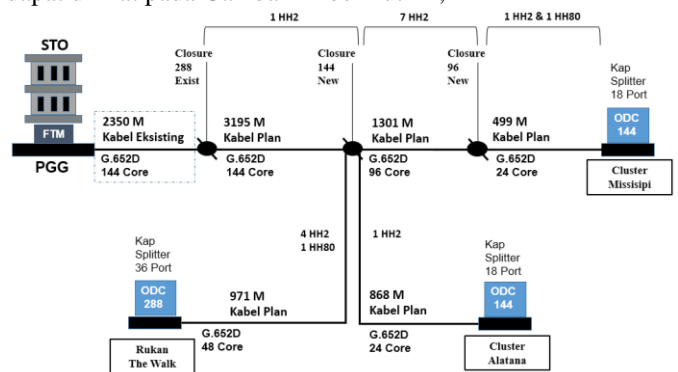 1 HH2
7 HH2
1 HH2 & 1 HH80
STO
Closure
288
Exist
Closure
144
New
Closure
96
New
Kap
Splitter
18 Port
FTM
PGG
2350 M
Kabel Eksisting
G.652D
144 Core
3195 M
Kabel Plan
G.652D
144 Core
1301 M
Kabel Plan
G.652D
96 Core
499 M
Kabel Plan
G.652D
24 Core
ODC
144
Cluster
Missisipi
4 HH2
1 HH80
1 HH2
Kap
Splitter
36 Port
ODC
288
971 M
Kabel Plan
G.652D
48 Core
Rukan
The Walk
868 M
Kabel Plan
G.652D
24 Core
Kap
Splitter
18 Port
ODC
144
Cluster
Alatana